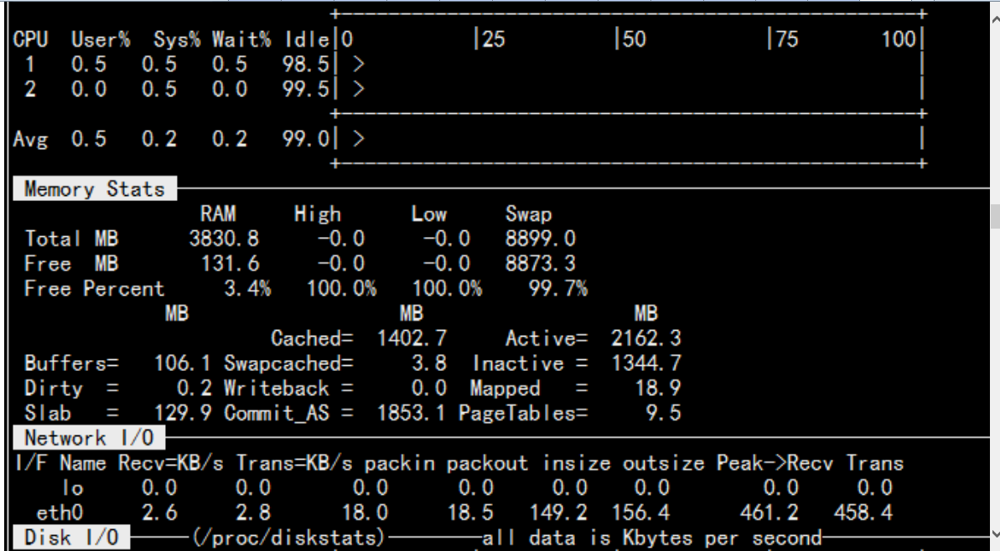 CPU User% Sys% Wait% Idle|0 |25 |50 |75 100|
1 0.5 0.5 0.5 98.5| >
2 0.0 0.5 0.0 99.5| >
Avg 0.5 0.2 0.2 99.0| >
Memory Stats
RAM High Low Swap
Total MB 3830.8 -0.0 -0.0 8899.0
Free MB 131.6 -0.0 -0.0 8873.3
Free Percent 3.4% 100.0% 100.0% 99.7%
MB MB MB
Cached= 1402.7 Active= 2162.3
Buffers= 106.1 Swapcached= 3.8 Inactive = 1344.7
Dirty = 0.2 Writeback = 0.0 Mapped = 18.9
Slab = 129.9 Commit_AS = 1853.1 PageTables= 9.5
Network I/O
I/F Name Recv=KB/s Trans=KB/s packin packout insize outsize Peak->Recv Trans
lo 0.0 0.0 0.0 0.0 0.0 0.0 0.0 0.0
eth0 2.6 2.8 18.0 18.5 149.2 156.4 461.2 458.4
Disk I/O (/proc/diskstats) all data is Kbytes per second